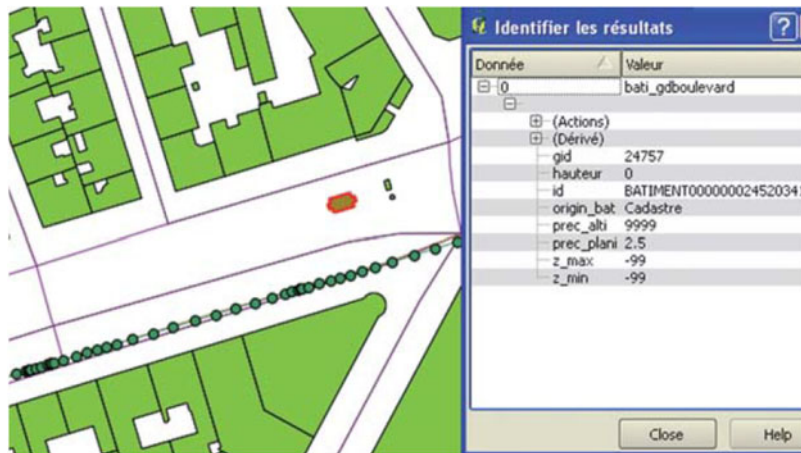 Identifier les résultats ?
Donnée Valeur
0 bati_gdboulevard
(Actions)
(Dérivé)
gid 24757
hauteur 0
id BATIMENT000000024520341
origin_bat Cadastre
prec_alti 9999
prec_plani 2.5
z_max -99
z_min -99
Close Help